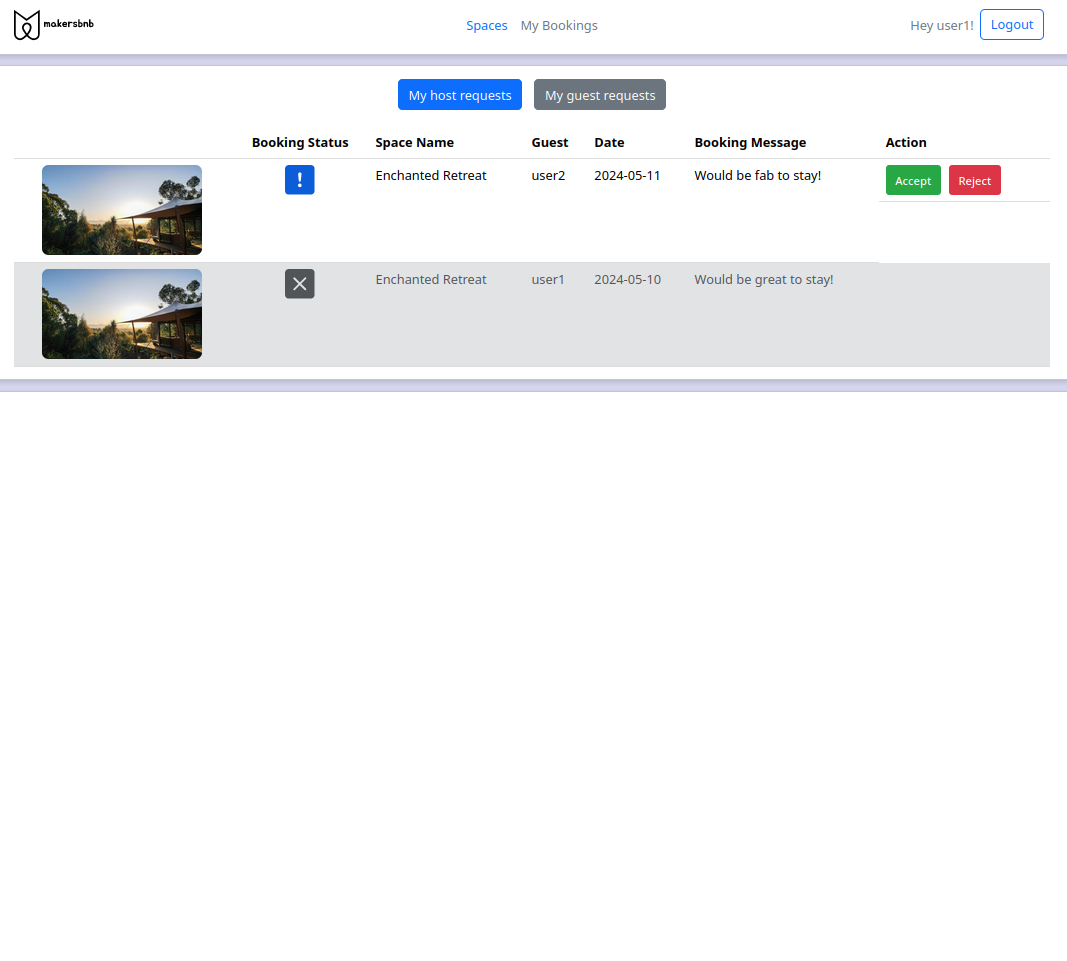 makersbnb Spaces My Bookings Hey user1! Logout
My host requests My guest requests
Booking Status Space Name Guest Date Booking Message Action
! Enchanted Retreat user2 2024-05-11 Would be fab to stay! Accept Reject
Enchanted Retreat user1 2024-05-10 Would be great to stay!